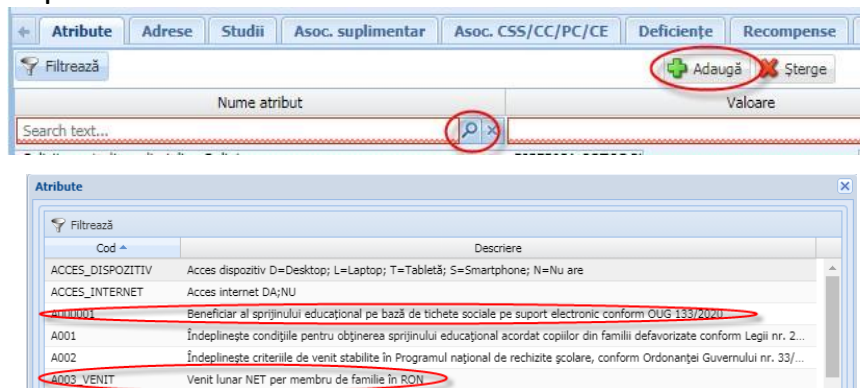 Atribute Adrese Studii Asoc. suplimentar Asoc. CSS/CC/PC/CE Deficiențe Recompense
Filtrează Adaugă Șterge
Nume atribut Valoare
Search text...
Atribute
Filtrează
Cod Descriere
ACCES_DISPOZITIV Acces dispozitiv D=Desktop; L=Laptop; T=Tabletă; S=Smartphone; N=Nu are
ACCES_INTERNET Acces internet DA;NU
A000001 Beneficiar al sprijinului educațional pe bază de tichete sociale pe suport electronic conform OUG 133/2020
A001 Îndeplinește condițiile pentru obținerea sprijinului educațional acordat copiilor din familii defavorizate conform Legii nr. 2...
A002 Îndeplinește criteriile de venit stabilite în Programul național de rechizite școlare, conform Ordonanței Guvernului nr. 33/...
A003_VENIT Venit lunar NET per membru de familie în RON